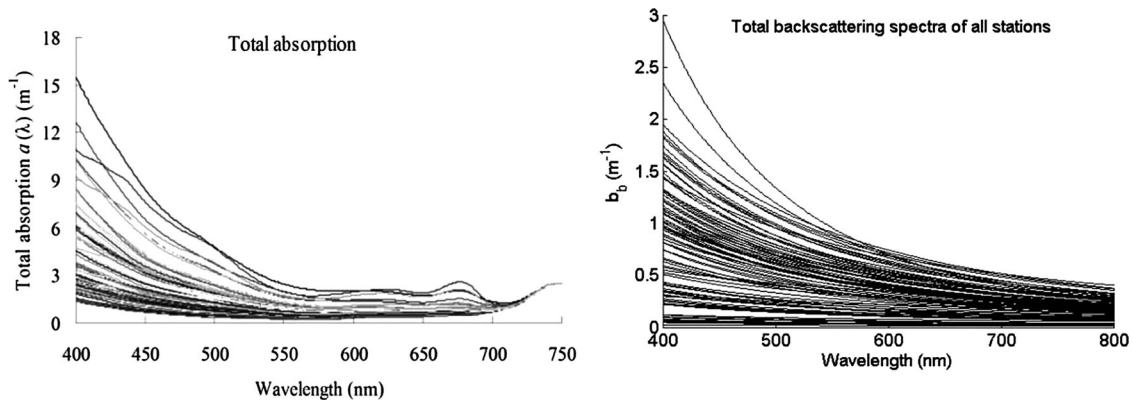 Total absorption
Total absorption a(λ) (m⁻¹)
18
15
12
9
6
3
0
400 450 500 550 600 650 700 750
Wavelength (nm)
Total backscattering spectra of all stations
b_b (m⁻¹)
3
2.5
2
1.5
1
0.5
0
400 500 600 700 800
Wavelength (nm)